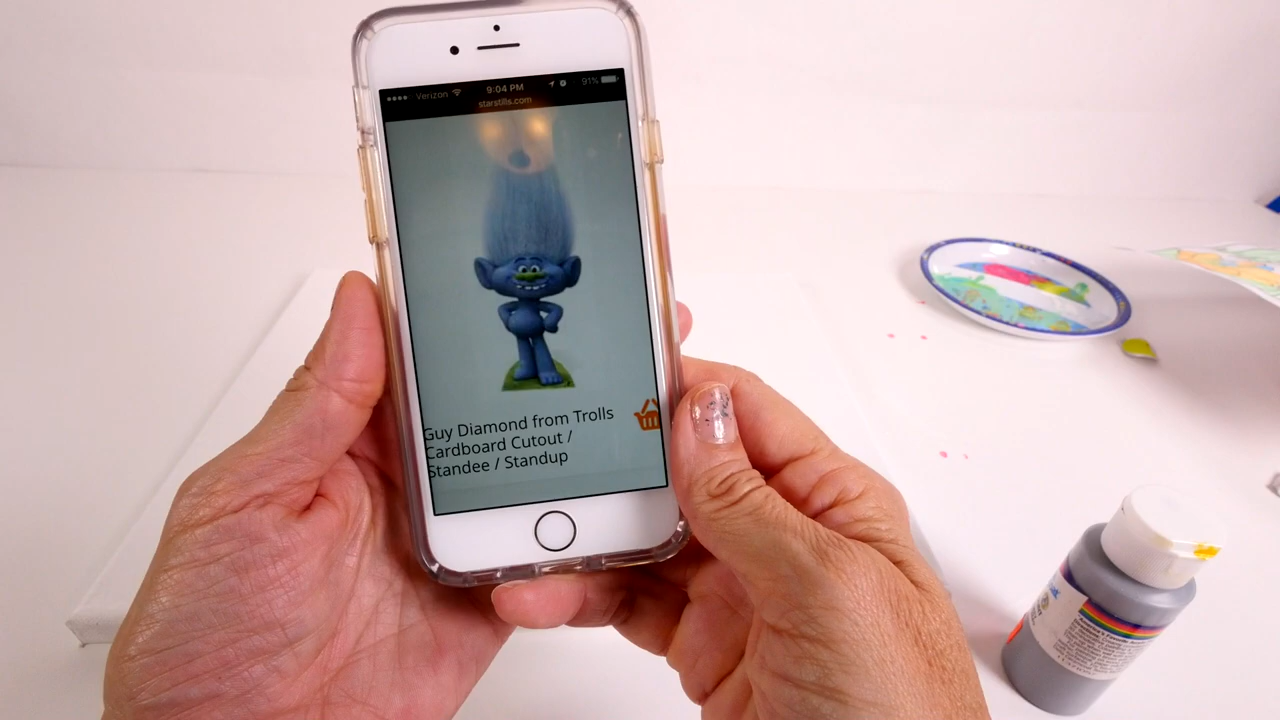 Verizon 9:04 PM 91%
starstills.com
Guy Diamond from Trolls
Cardboard Cutout /
Standee / Standup